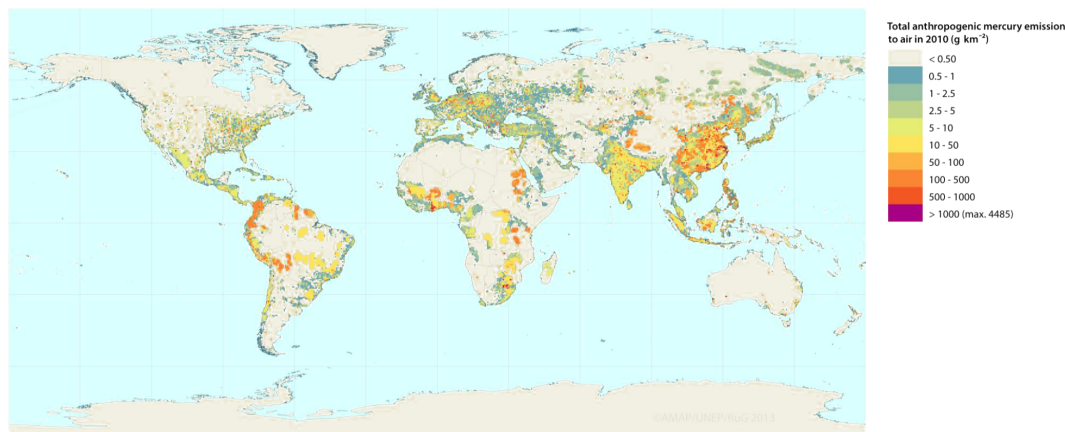 Total anthropogenic mercury emission
to air in 2010 (g km⁻²)
< 0.50
0.5 - 1
1 - 2.5
2.5 - 5
5 - 10
10 - 50
50 - 100
100 - 500
500 - 1000
> 1000 (max. 4485)
©AMAP/UNEP/RuG 2013